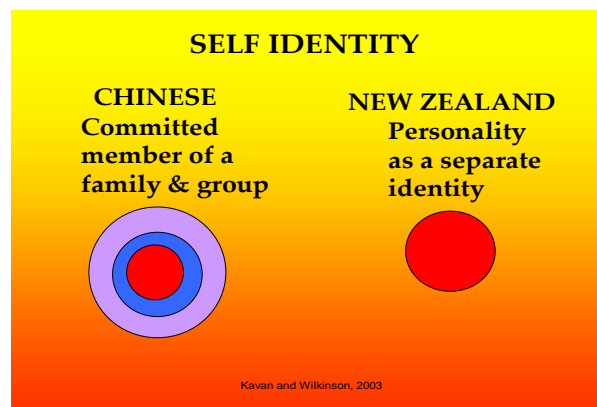 SELF IDENTITY
CHINESE
Committed
member of a
family & group
NEW ZEALAND
Personality
as a separate
identity
Kavan and Wilkinson, 2003